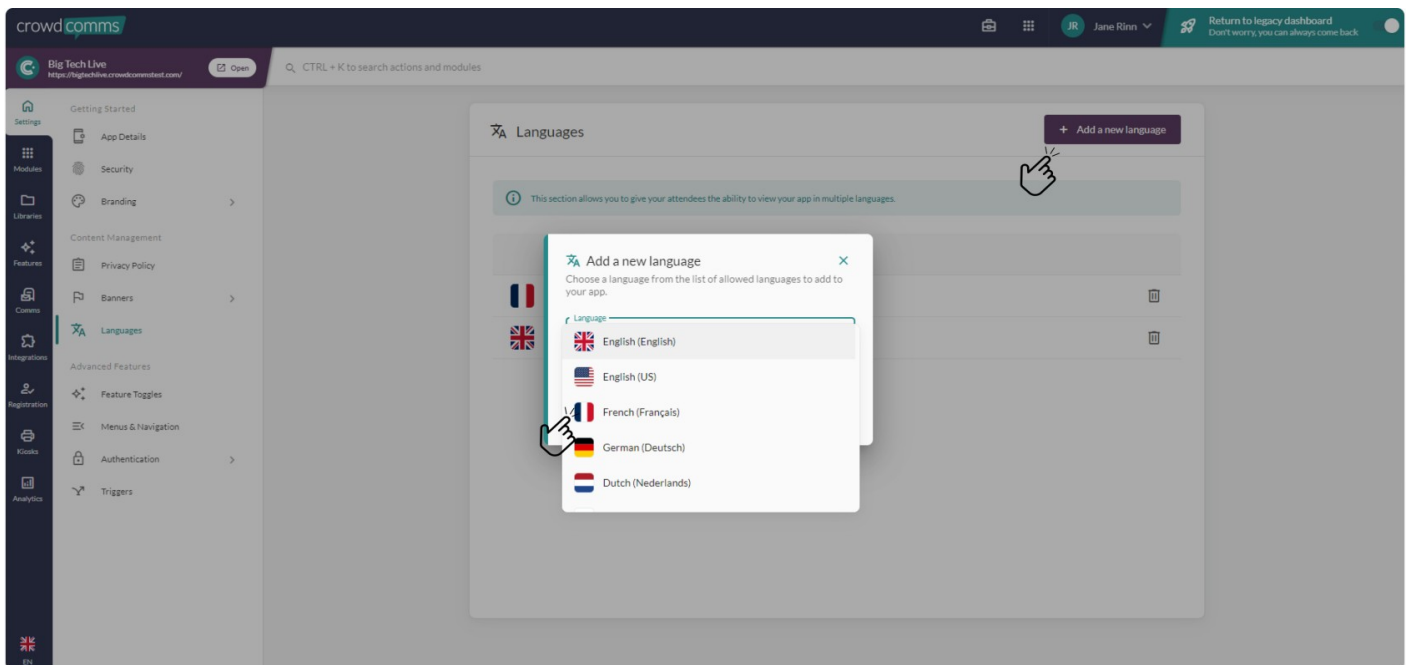 crowdcomms
JR Jane Rinn
Return to legacy dashboard
Don't worry, you can always come back
Big Tech Live
https://bigtechlive.crowdcommstest.com/
Open
CTRL + K to search actions and modules
Settings
Modules
Libraries
Features
Comms
Integrations
Registration
Kiosks
Analytics
EN
Getting Started
App Details
Security
Branding
Content Management
Privacy Policy
Banners
Languages
Advanced Features
Feature Toggles
Menus & Navigation
Authentication
Triggers
Languages
+ Add a new language
This section allows you to give your attendees the ability to view your app in multiple languages.
Add a new language
Choose a language from the list of allowed languages to add to
your app.
Language
English (English)
English (US)
French (Français)
German (Deutsch)
Dutch (Nederlands)